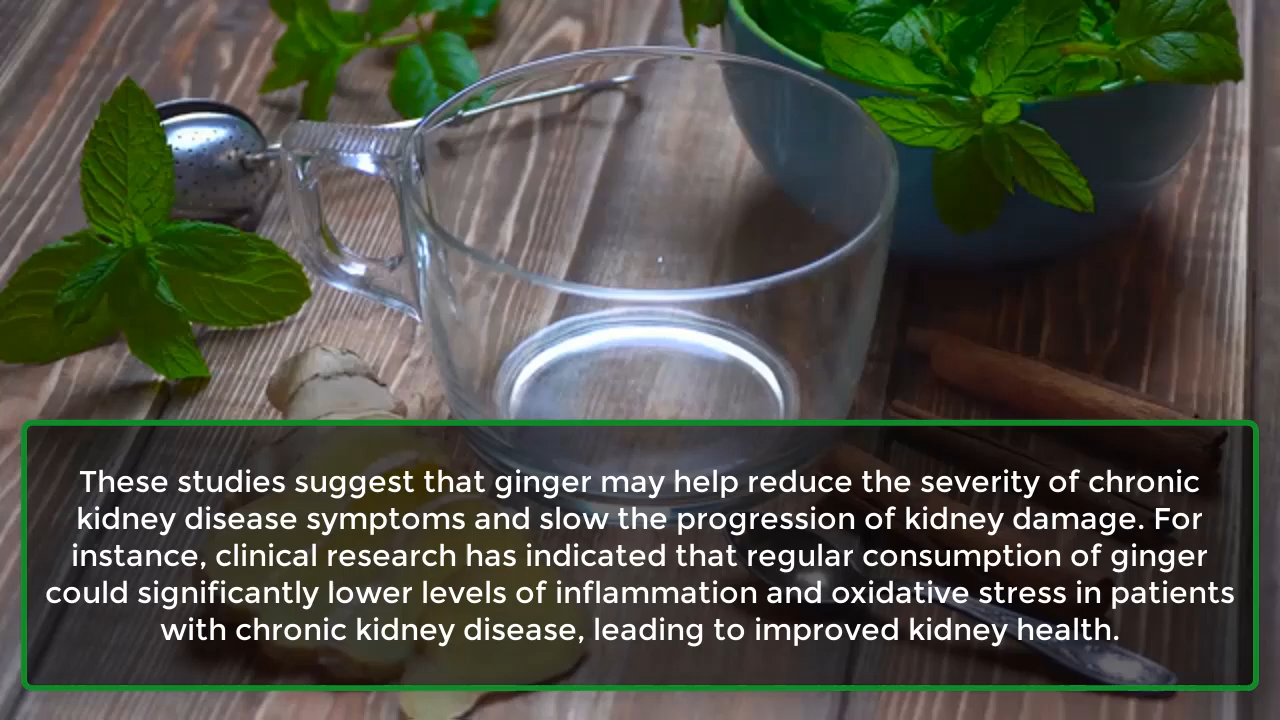 These studies suggest that ginger may help reduce the severity of chronic
kidney disease symptoms and slow the progression of kidney damage. For
instance, clinical research has indicated that regular consumption of ginger
could significantly lower levels of inflammation and oxidative stress in patients
with chronic kidney disease, leading to improved kidney health.